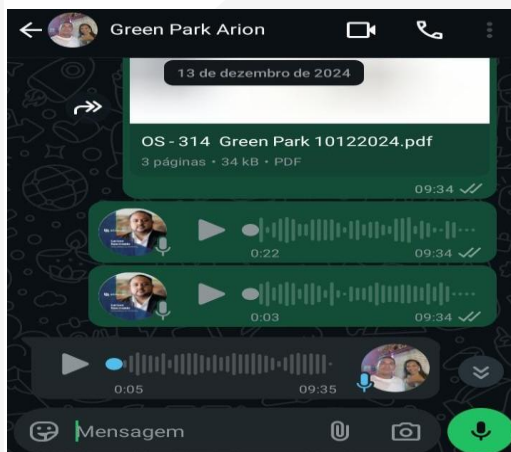 Green Park Arion
13 de dezembro de 2024
OS - 314 Green Park 10122024.pdf
3 páginas • 34 kB • PDF
09:34
0:22 09:34
0:03 09:34
0:05 09:35
Mensagem